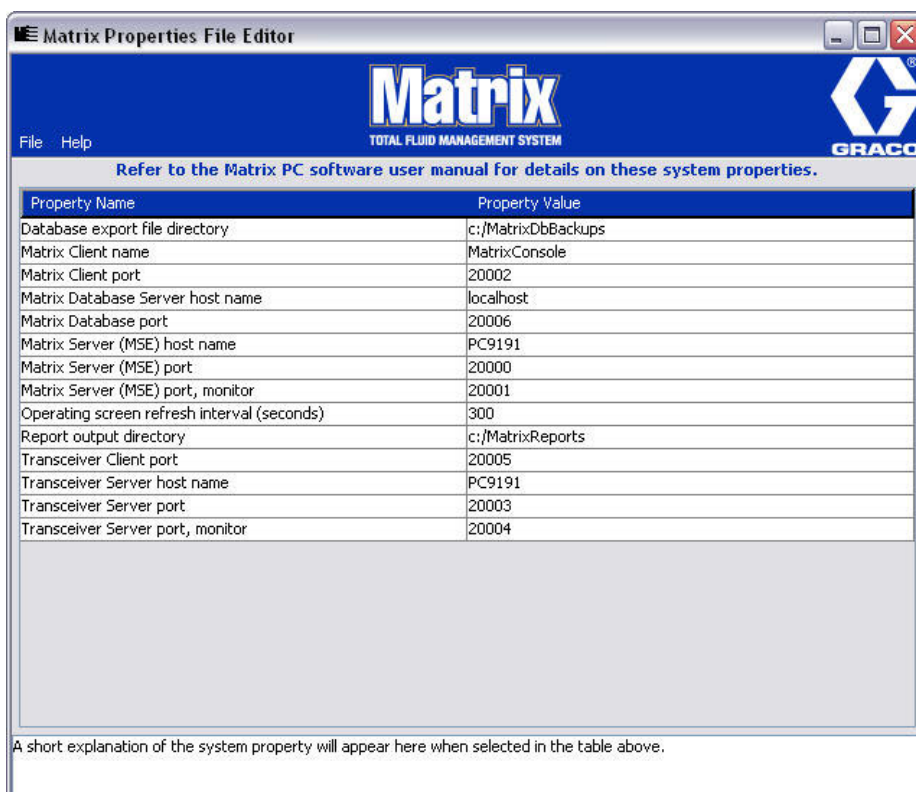 Matrix Properties File Editor
Matrix
TOTAL FLUID MANAGEMENT SYSTEM
®
GRACO
File Help
Refer to the Matrix PC software user manual for details on these system properties.
Property Name Property Value
Database export file directory c:/MatrixDbBackups
Matrix Client name MatrixConsole
Matrix Client port 20002
Matrix Database Server host name localhost
Matrix Database port 20006
Matrix Server (MSE) host name PC9191
Matrix Server (MSE) port 20000
Matrix Server (MSE) port, monitor 20001
Operating screen refresh interval (seconds) 300
Report output directory c:/MatrixReports
Transceiver Client port 20005
Transceiver Server host name PC9191
Transceiver Server port 20003
Transceiver Server port, monitor 20004
A short explanation of the system property will appear here when selected in the table above.